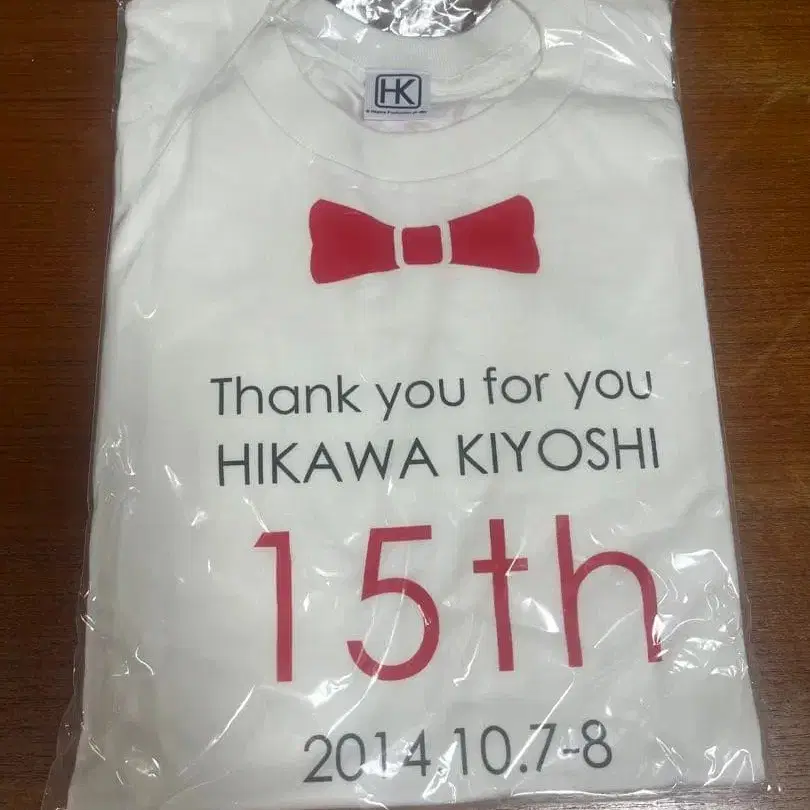 HK
Thank you for you
HIKAWA KIYOSHI
15th
2014.10.7-8